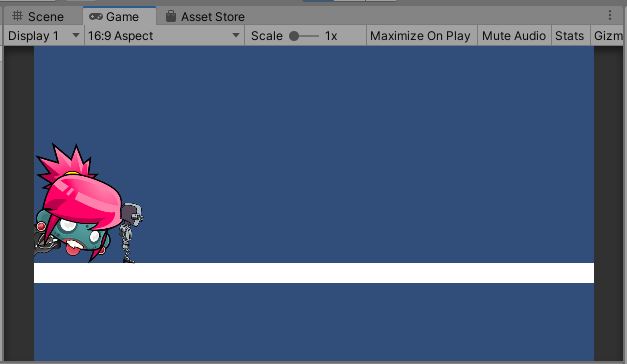 Scene Game Asset Store
Display 1 16:9 Aspect Scale 1x Maximize On Play Mute Audio Stats Gizm